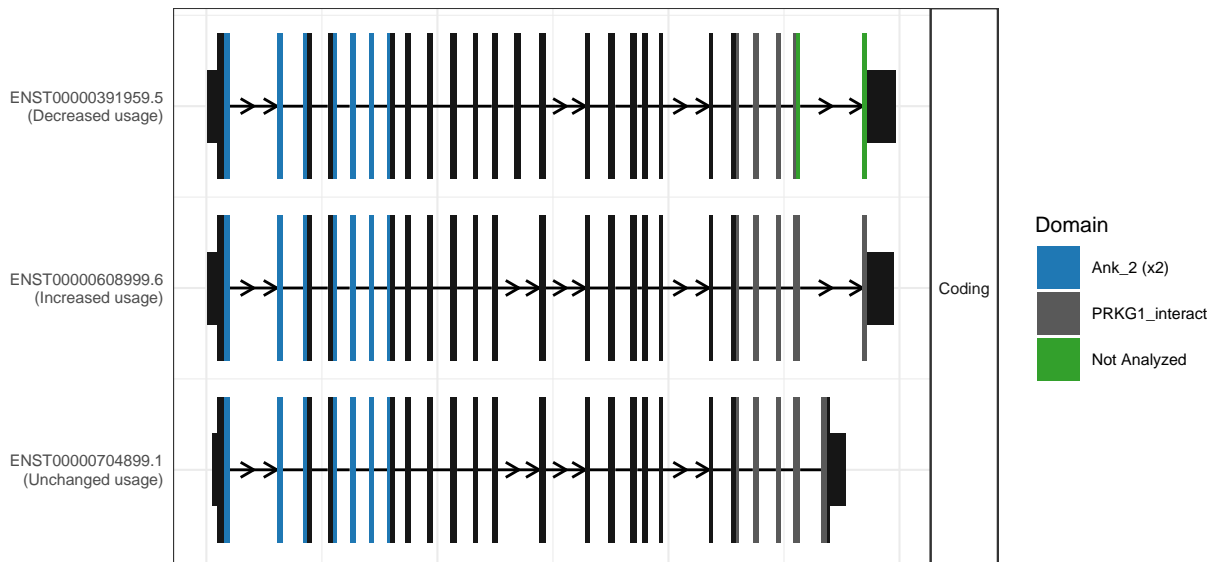 ENST00000391959.5
(Decreased usage)
ENST00000608999.6
(Increased usage)
ENST00000704899.1
(Unchanged usage)
Coding
Domain
Ank_2 (x2)
PRKG1_interact
Not Analyzed